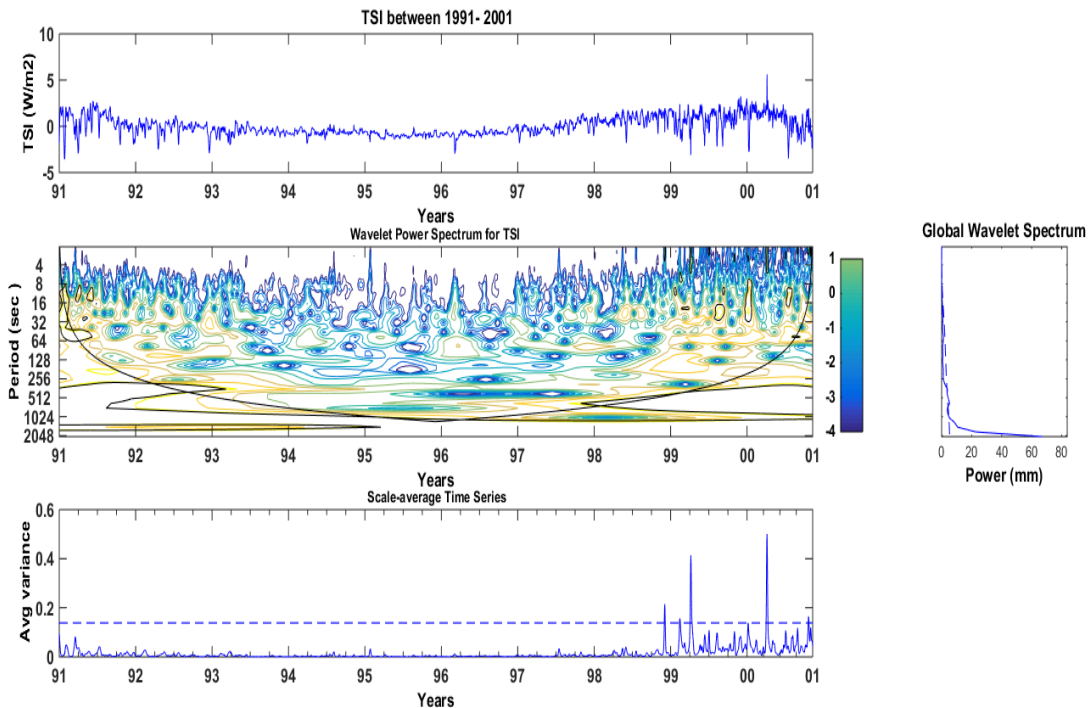 TSI between 1991- 2001
10
5
0
-5
TSI (W/m2)
91 92 93 94 95 96 97 98 99 00 01
Years
Wavelet Power Spectrum for TSI
4
8
16
32
64
128
256
512
1024
2048
Period (sec )
91 92 93 94 95 96 97 98 99 00 01
Years
1
0
-1
-2
-3
-4
Global Wavelet Spectrum
0 20 40 60 80
Power (mm)
Scale-average Time Series
0.6
0.4
0.2
0
Avg variance
91 92 93 94 95 96 97 98 99 00 01
Years